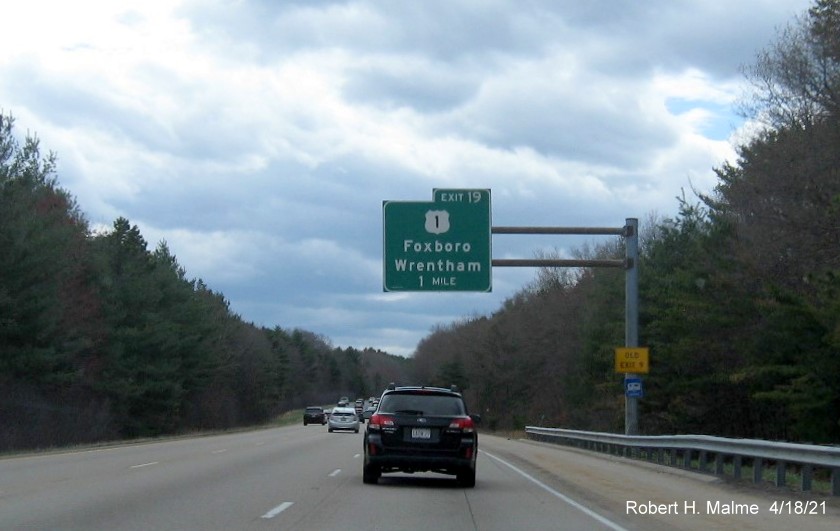 EXIT 19
1
Foxboro
Wrentham
1 MILE
OLD
EXIT 9
Robert H. Malme 4/18/21